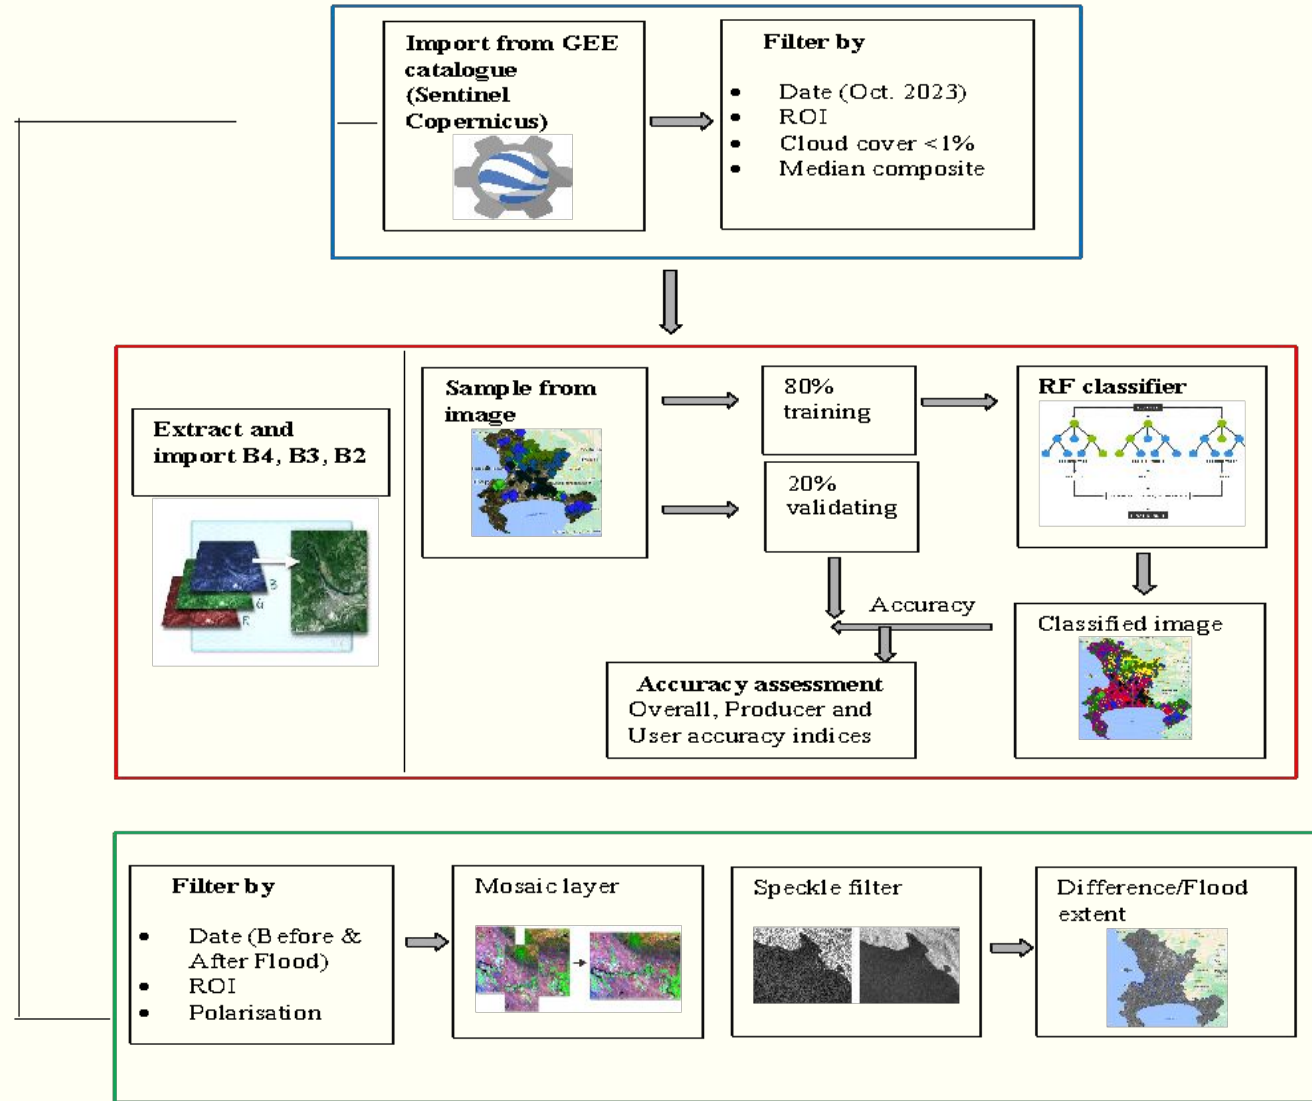 Import from GEE
catalogue
(Sentinel
Copernicus)
Filter by
• Date (Oct. 2023)
• ROI
• Cloud cover <1%
• Median composite
Extract and
import B4, B3, B2
B
G
R
Sample from
image
80%
training
20%
validating
RF classifier
Accuracy
Classified image
Accuracy assessment
Overall, Producer and
User accuracy indices
Filter by
• Date (Before &
After Flood)
• ROI
• Polarisation
Mosaic layer
Speckle filter
Difference/Flood
extent